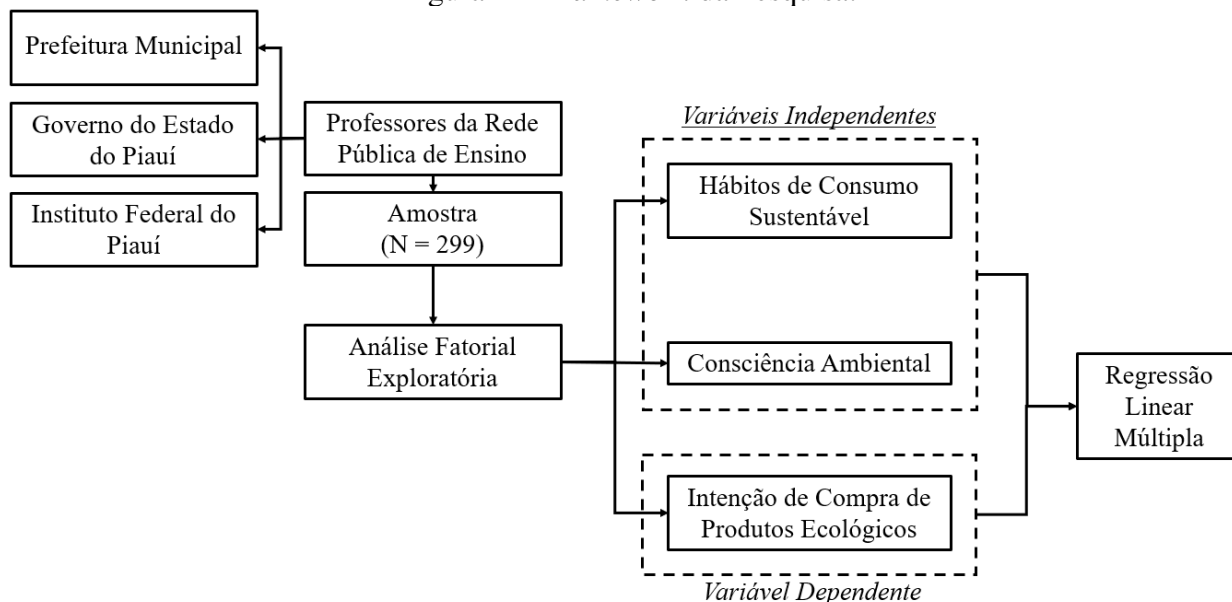 Prefeitura Municipal
Governo do Estado
do Piauí
Instituto Federal do
Piauí
Professores da Rede
Pública de Ensino
Amostra
(N = 299)
Análise Fatorial
Exploratória
Variáveis Independentes
Hábitos de Consumo
Sustentável
Consciência Ambiental
Intenção de Compra de
Produtos Ecológicos
Variável Dependente
Regressão
Linear
Múltipla